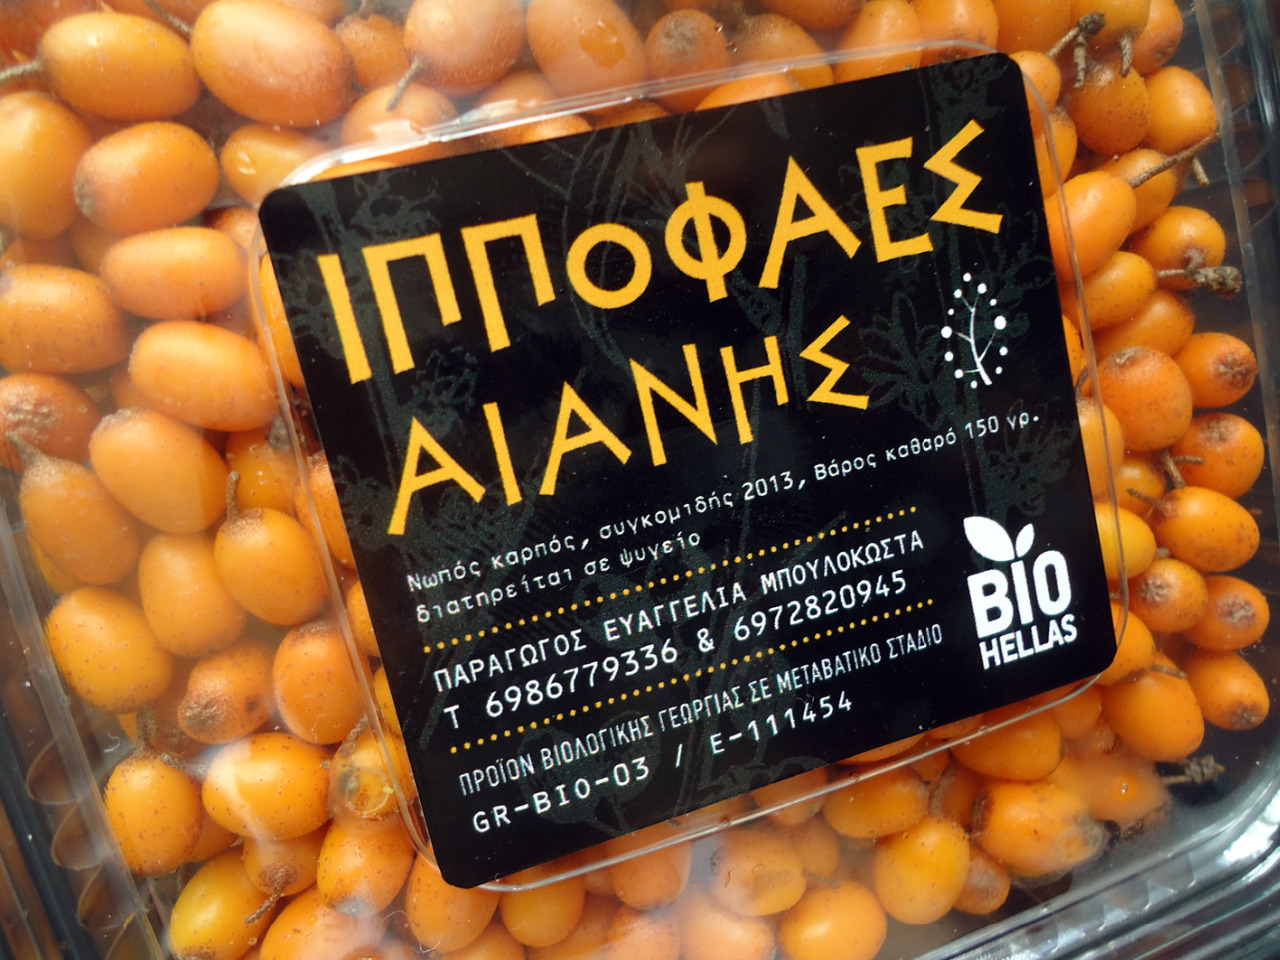 ΙΠΠΟΦΑΕΣ
ΑΙΑΝΗΣ
Νωπός καρπός, συγκομιδής 2013, Βάρος καθαρό 150 γρ.
διατηρείται σε ψυγείο
ΠΑΡΑΓΩΓΟΣ ΕΥΑΓΓΕΛΙΑ ΜΠΟΥΛΟΚΩΣΤΑ
Τ 6986779336 & 6972820945
ΠΡΟΪΟΝ ΒΙΟΛΟΓΙΚΗΣ ΓΕΩΡΓΙΑΣ ΣΕ ΜΕΤΑΒΑΤΙΚΟ ΣΤΑΔΙΟ
GR-BIO-03 / E-111454
BIO
HELLAS